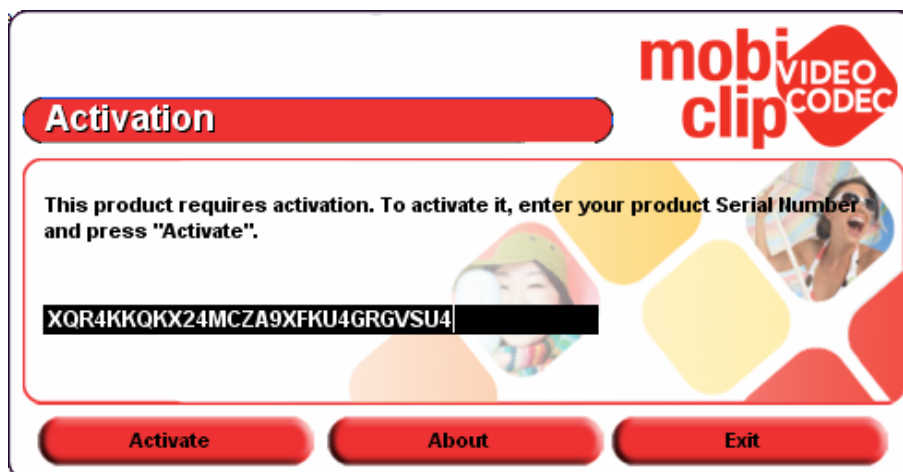 mobi
clip
VIDEO
CODEC
Activation
This product requires activation. To activate it, enter your product Serial Number
and press "Activate".
XQR4KKQKX24MCZA9XFKU4GRGVSU4
Activate
About
Exit